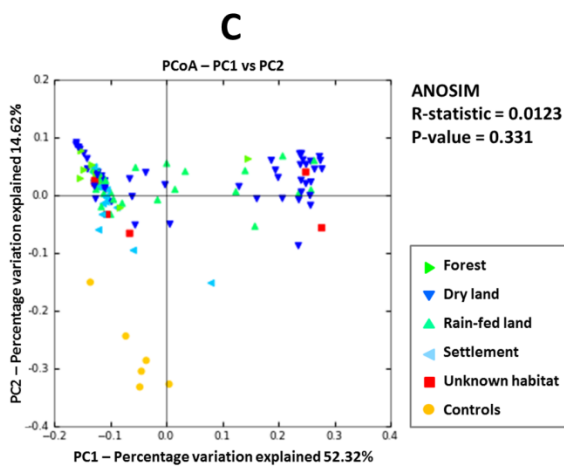 C
PCoA – PC1 vs PC2
ANOSIM
R-statistic = 0.0123
P-value = 0.331
PC2 – Percentage variation explained 14.62%
0.2
0.1
0.0
−0.1
−0.2
−0.3
−0.4
−0.2
−0.1
0.0
0.1
0.2
0.3
0.4
PC1 – Percentage variation explained 52.32%
Forest
Dry land
Rain-fed land
Settlement
Unknown habitat
Controls